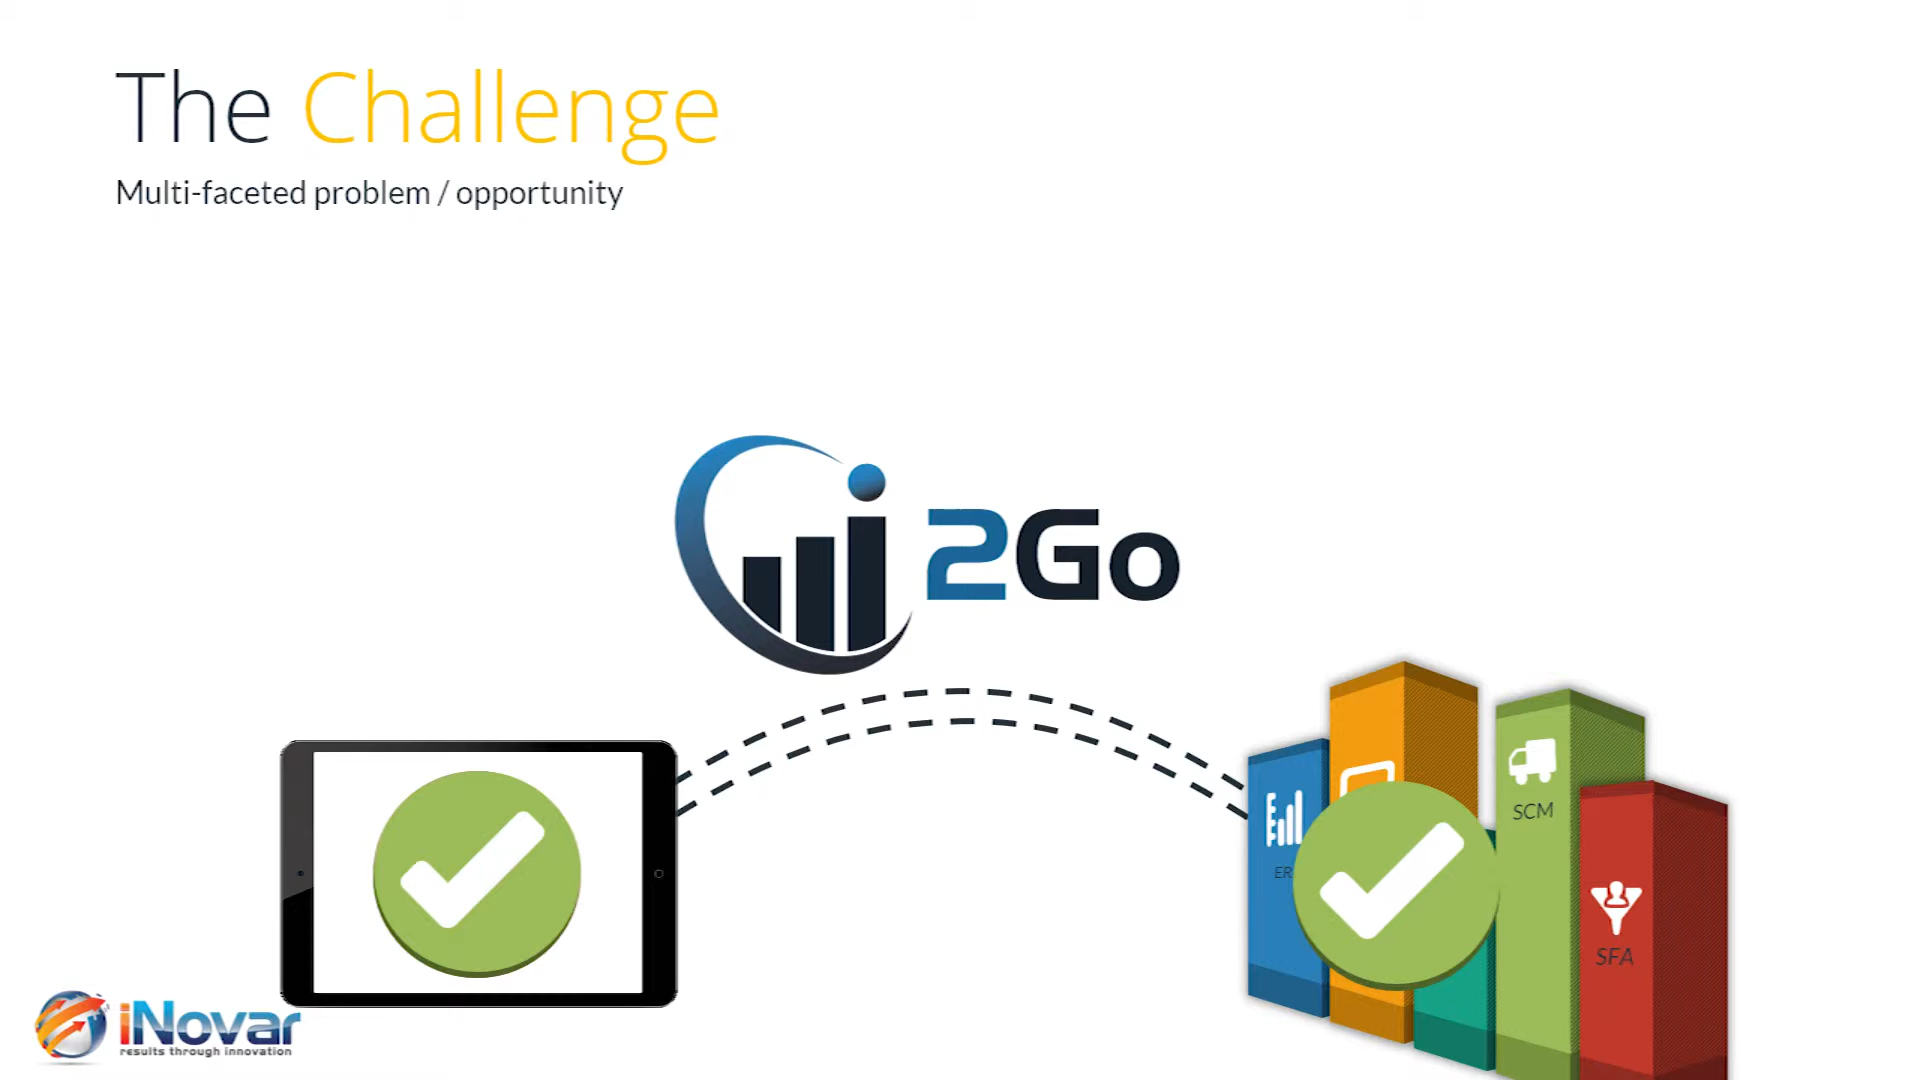 The Challenge
Multi-faceted problem / opportunity
i2Go
SCM
SFA
iNovar
results through innovation